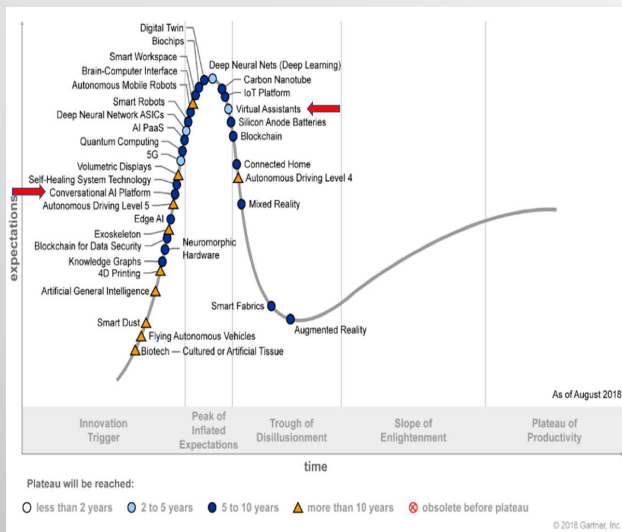 Digital Twin
Biochips
Smart Workspace
Brain-Computer Interface
Autonomous Mobile Robots
Smart Robots
Deep Neural Network ASICs
AI PaaS
Quantum Computing
5G
Volumetric Displays
Self-Healing System Technology
Conversational AI Platform
Autonomous Driving Level 5
Edge AI
Exoskeleton
Blockchain for Data Security
Neuromorphic
Hardware
Knowledge Graphs
4D Printing
Artificial General Intelligence
Smart Dust
Flying Autonomous Vehicles
Biotech — Cultured or Artificial Tissue
Deep Neural Nets (Deep Learning)
Carbon Nanotube
IoT Platform
Virtual Assistants
Silicon Anode Batteries
Blockchain
Connected Home
Autonomous Driving Level 4
Mixed Reality
Smart Fabrics
Augmented Reality
expectations
As of August 2018
Innovation
Trigger
Peak of
Inflated
Expectations
Trough of
Disillusionment
Slope of
Enlightenment
Plateau of
Productivity
time
Plateau will be reached:
less than 2 years
2 to 5 years
5 to 10 years
more than 10 years
obsolete before plateau
© 2018 Gartner, Inc.